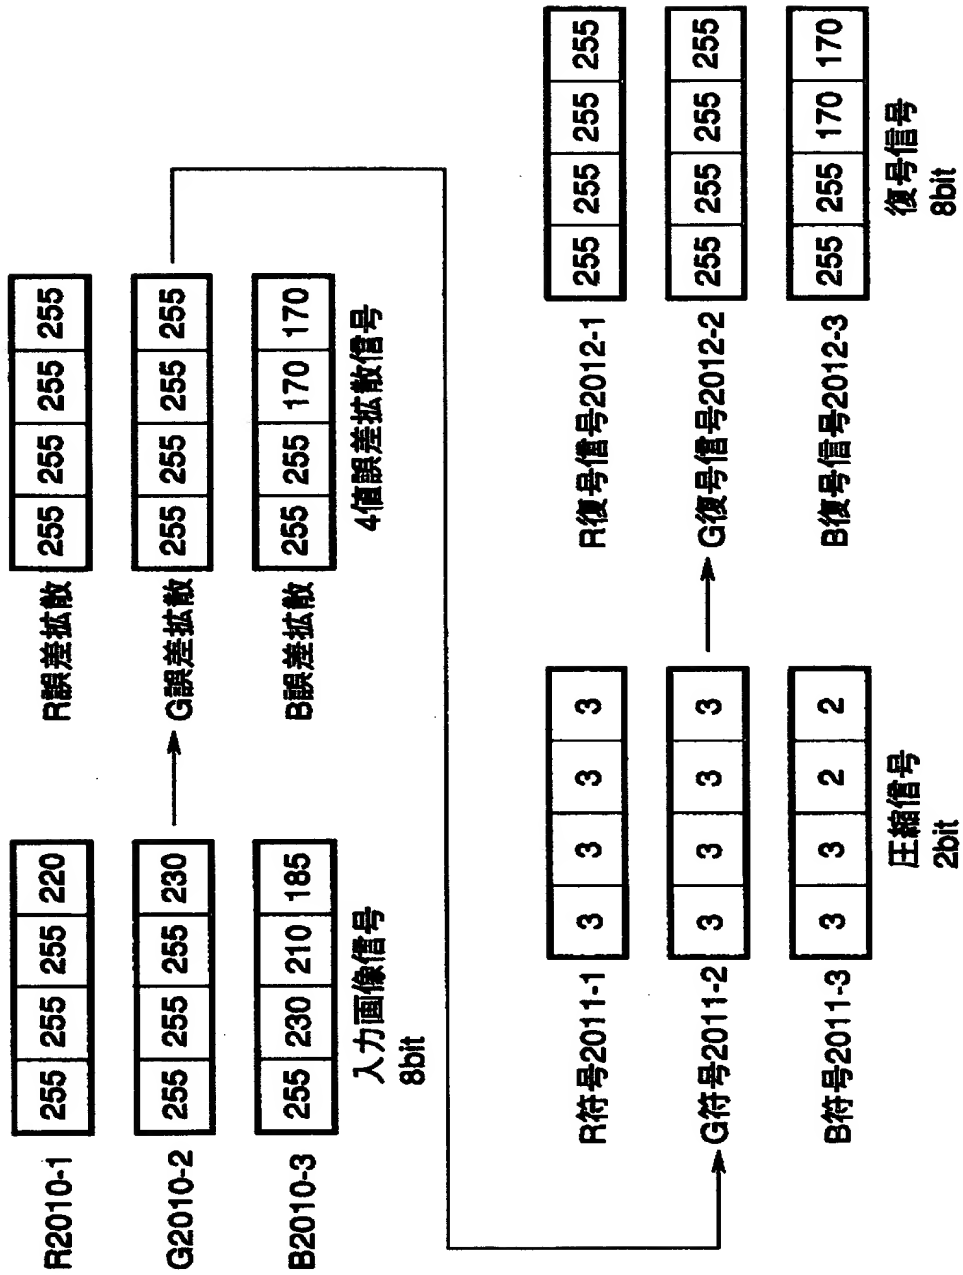 R2010-1 255 255 255 220
G2010-2 255 255 255 230
B2010-3 255 230 210 185
入力画像信号
8bit
R誤差拡散 255 255 255 255
G誤差拡散 255 255 255 255
B誤差拡散 255 255 170 170
4値誤差拡散信号
R符号2011-1 3 3 3 3
G符号2011-2 3 3 3 3
B符号2011-3 3 3 2 2
圧縮信号
2bit
R復号信号2012-1 255 255 255 255
G復号信号2012-2 255 255 255 255
B復号信号2012-3 255 255 170 170
復号信号
8bit